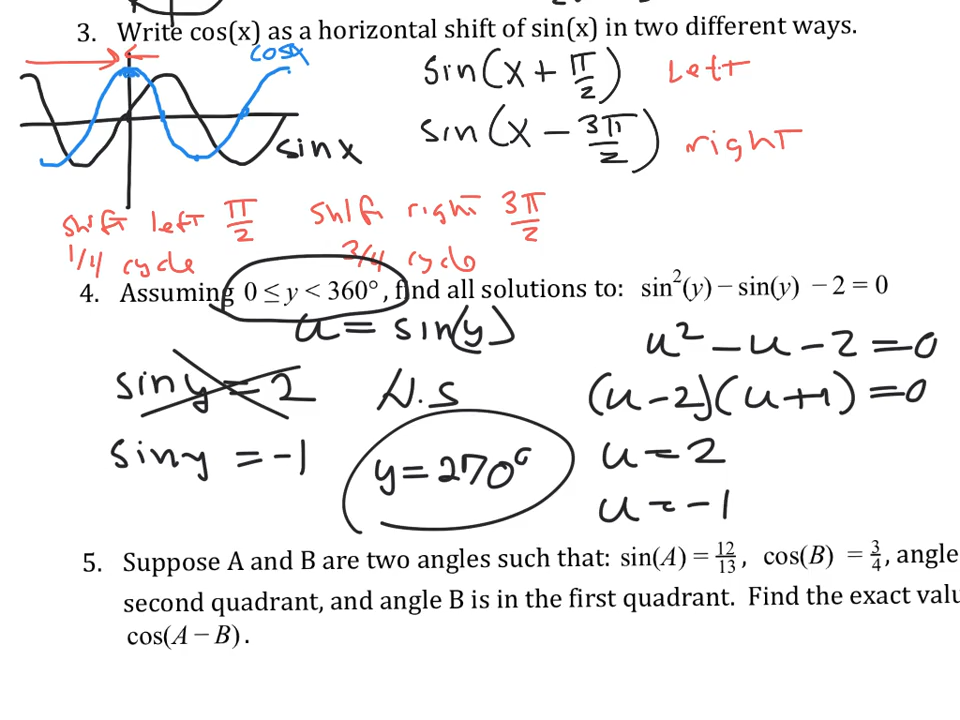 3. Write cos(x) as a horizontal shift of sin(x) in two different ways.
cosx
sin(x + π/2) Left
sin(x - 3π/2) right
sinx
shift left π/2 shift right 3π/2
1/4 cycle 3/4 cycle
4. Assuming 0 ≤ y < 360°, find all solutions to: sin²(y) − sin(y) − 2 = 0
u = sin(y)
u² - u - 2 = 0
siny = 2 N.S (u-2)(u+1) = 0
siny = -1 y = 270° u = 2
u = -1
5. Suppose A and B are two angles such that: sin(A) = 12/13, cos(B) = 3/4, angle
second quadrant, and angle B is in the first quadrant. Find the exact valu
cos(A − B).